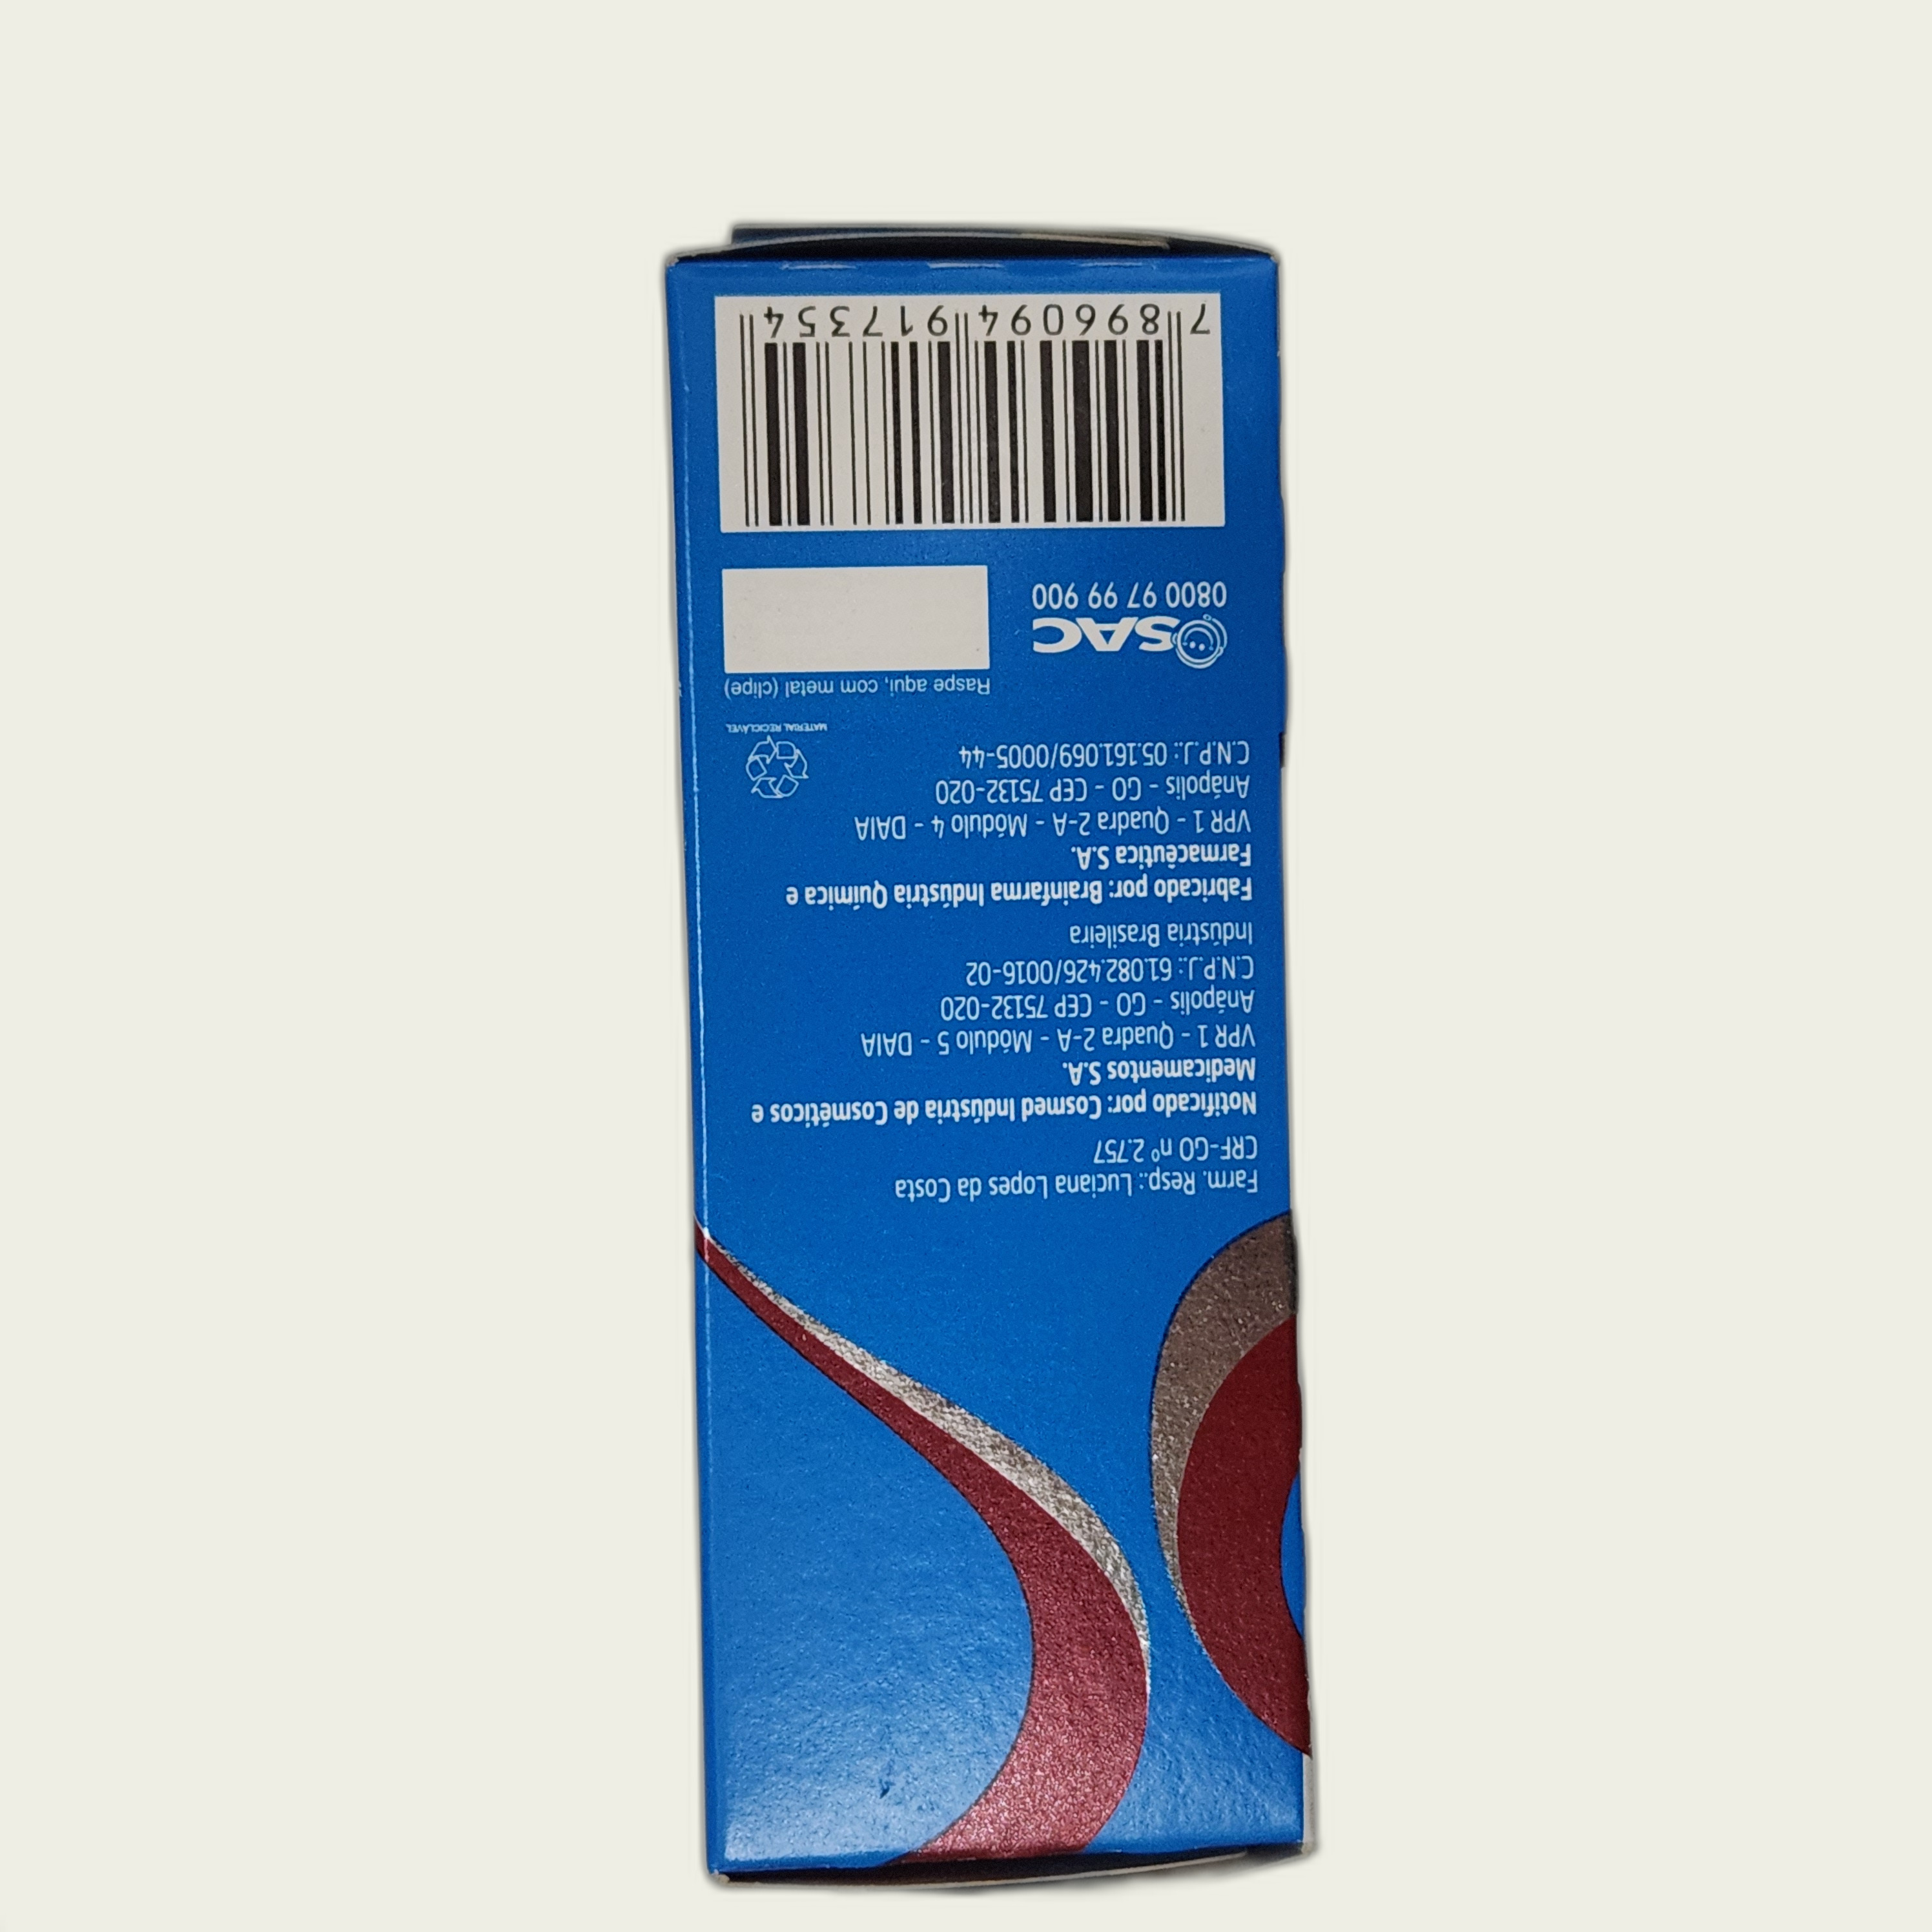 Farm. Resp.: Luciana Lopes da Costa
CRF-GO nº 2.757
Notificado por: Cosmed Indústria de Cosméticos e
Medicamentos S.A.
VPR 1 - Quadra 2-A - Módulo 5 - DAIA
Anápolis - GO - CEP 75132-020
C.N.P.J.: 61.082.426/0016-02
Indústria Brasileira
Fabricado por: Brainfarma Indústria Química e
Farmacêutica S.A.
VPR 1 - Quadra 2-A - Módulo 4 - DAIA
Anápolis - GO - CEP 75132-020
C.N.P.J.: 05.161.069/0005-44
MATERIAL RECICLÁVEL
SAC
0800 97 99 900
Raspe aqui, com metal (clipe)
7 896094 917354